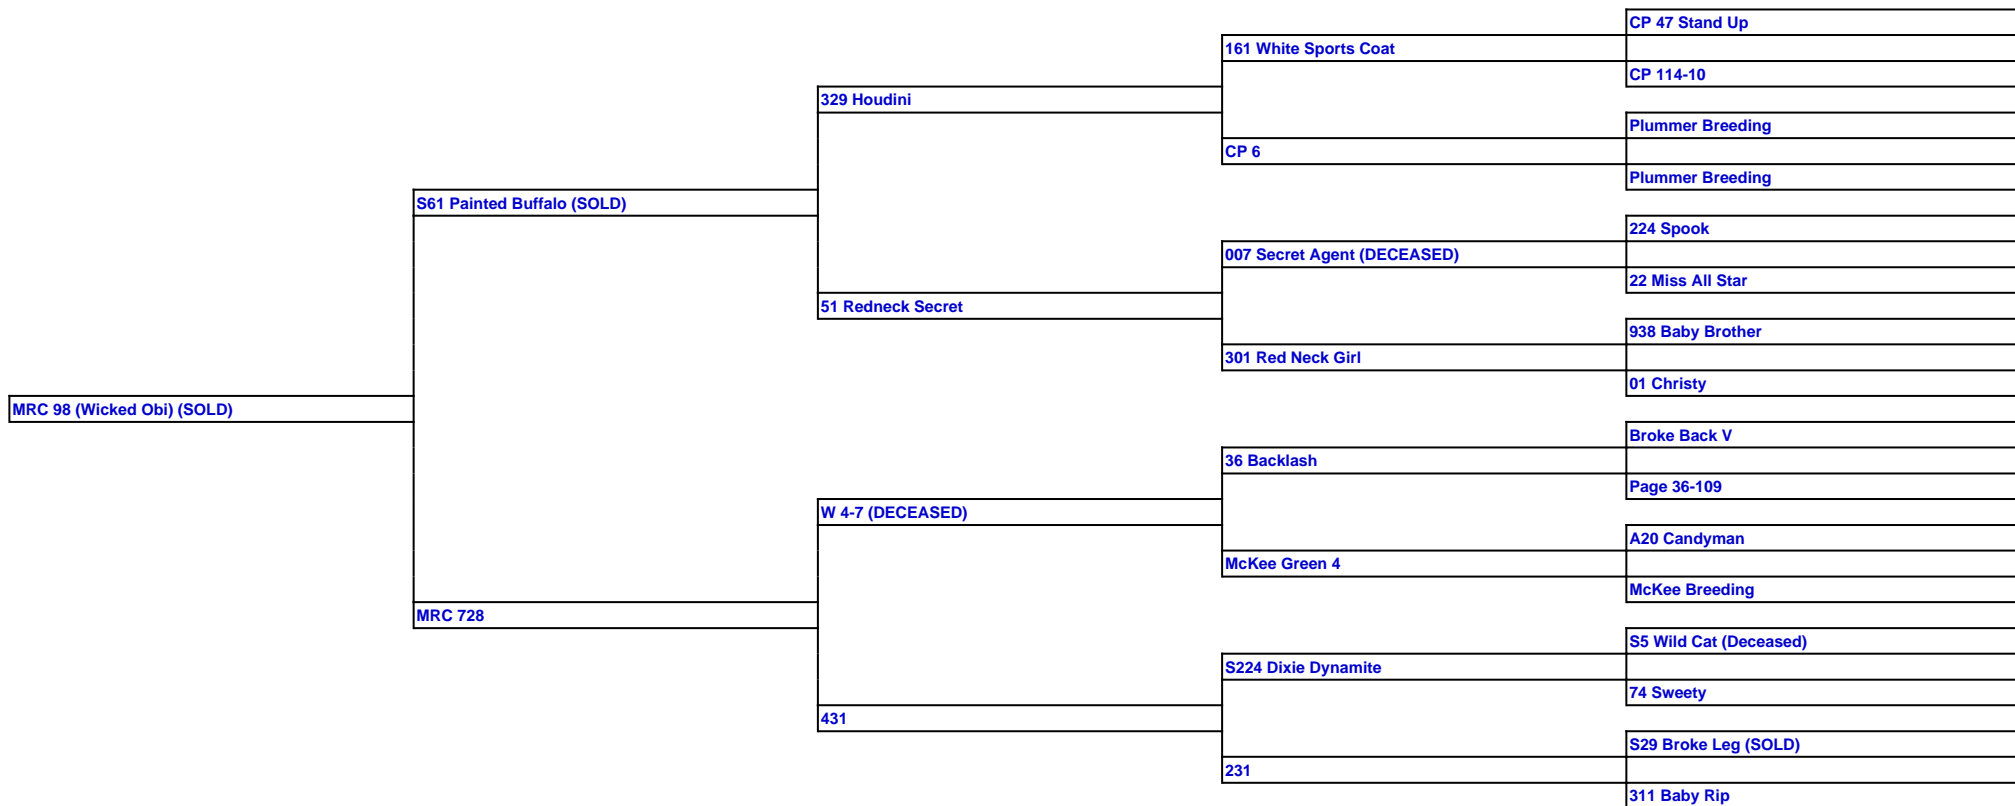 CP 47 Stand Up
161 White Sports Coat
CP 114-10
329 Houdini
Plummer Breeding
CP 6
Plummer Breeding
S61 Painted Buffalo (SOLD)
224 Spook
007 Secret Agent (DECEASED)
22 Miss All Star
51 Redneck Secret
938 Baby Brother
301 Red Neck Girl
01 Christy
MRC 98 (Wicked Obi) (SOLD)
Broke Back V
36 Backlash
Page 36-109
W 4-7 (DECEASED)
A20 Candyman
McKee Green 4
McKee Breeding
MRC 728
S5 Wild Cat (Deceased)
S224 Dixie Dynamite
74 Sweety
431
S29 Broke Leg (SOLD)
231
311 Baby Rip